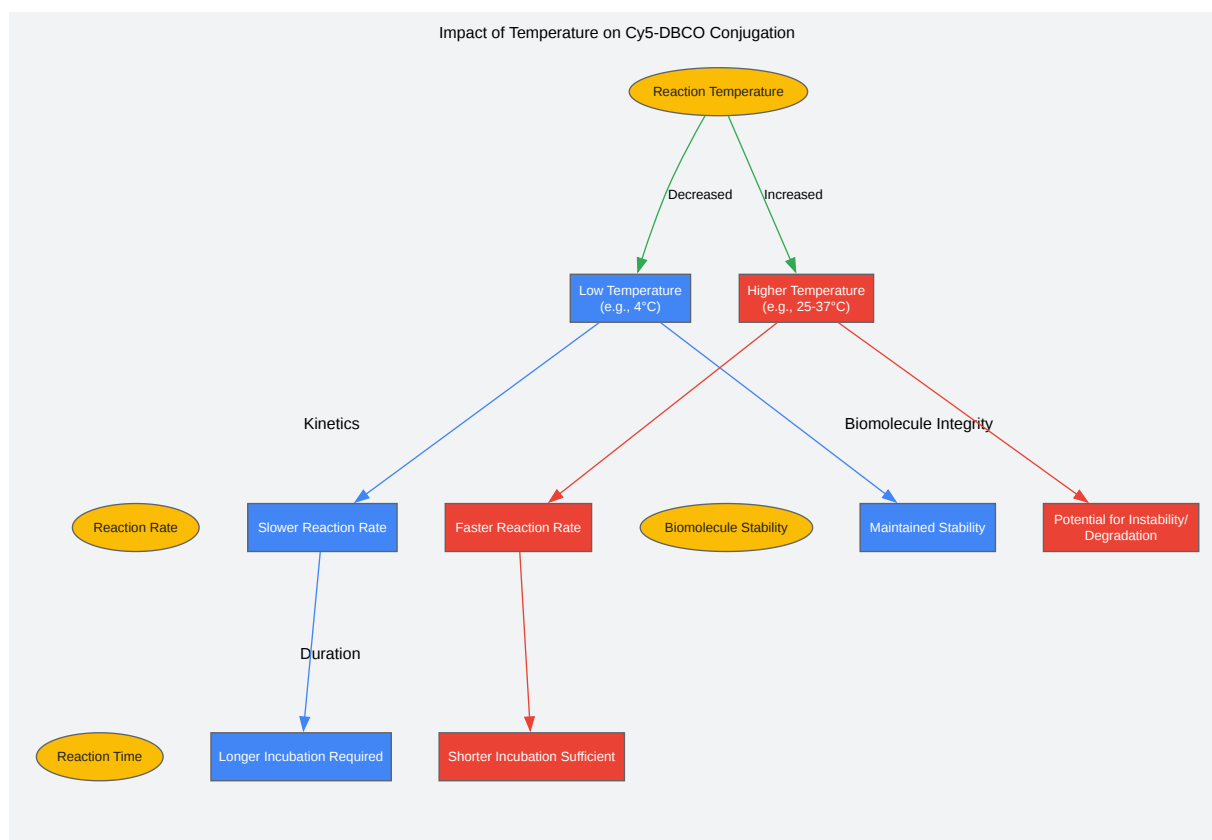 Impact of Temperature on Cy5-DBCO Conjugation
Reaction Temperature
Decreased
Increased
Low Temperature
(e.g., 4°C)
Higher Temperature
(e.g., 25-37°C)
Kinetics
Biomolecule Integrity
Reaction Rate
Slower Reaction Rate
Faster Reaction Rate
Biomolecule Stability
Maintained Stability
Potential for Instability/
Degradation
Duration
Reaction Time
Longer Incubation Required
Shorter Incubation Sufficient